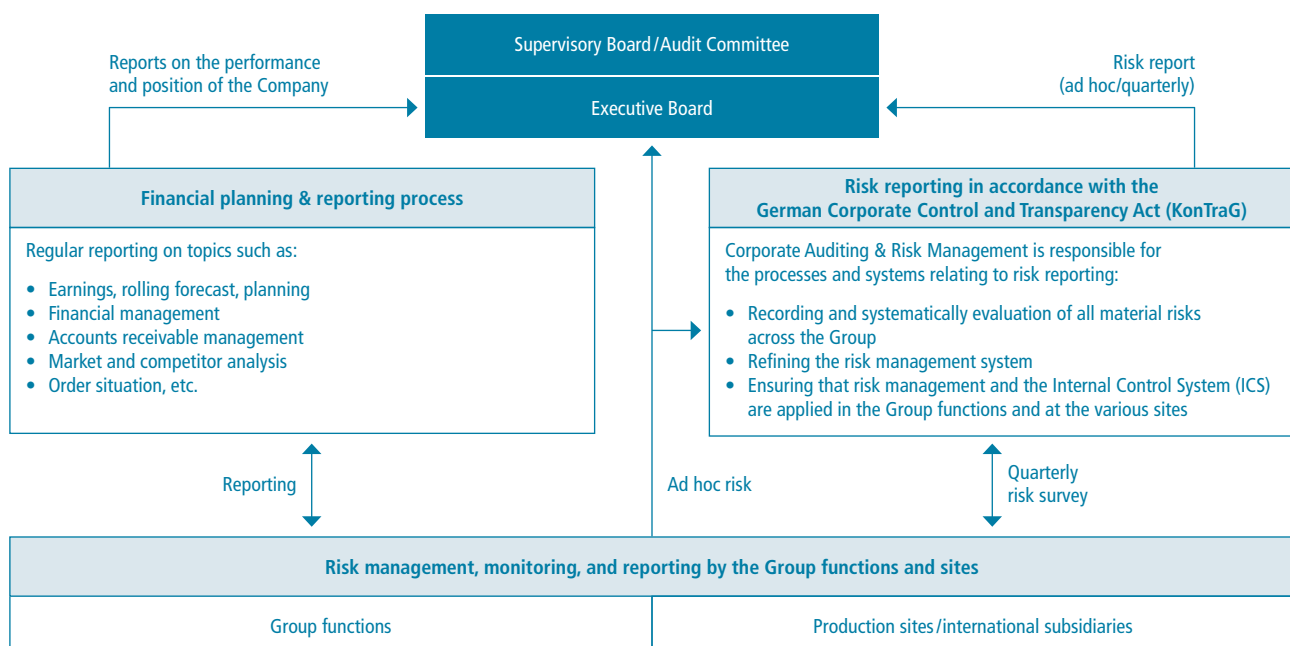 Supervisory Board/Audit Committee
Reports on the performance
and position of the Company
Risk report
(ad hoc/quarterly)
Executive Board
Financial planning & reporting process
Regular reporting on topics such as:
• Earnings, rolling forecast, planning
• Financial management
• Accounts receivable management
• Market and competitor analysis
• Order situation, etc.
Risk reporting in accordance with the
German Corporate Control and Transparency Act (KonTraG)
Corporate Auditing & Risk Management is responsible for
the processes and systems relating to risk reporting:
• Recording and systematically evaluation of all material risks
across the Group
• Refining the risk management system
• Ensuring that risk management and the Internal Control System (ICS)
are applied in the Group functions and at the various sites
Reporting
Ad hoc risk
Quarterly
risk survey
Risk management, monitoring, and reporting by the Group functions and sites
Group functions
Production sites/international subsidiaries